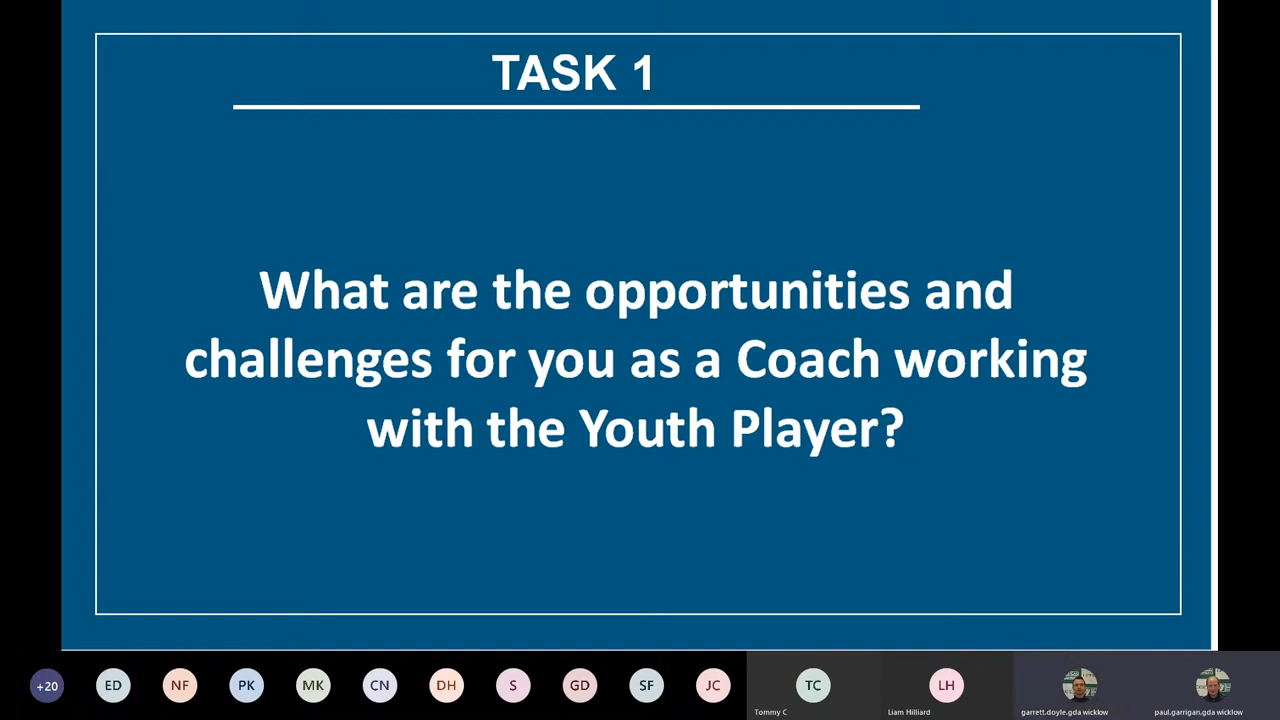 TASK 1
What are the opportunities and
challenges for you as a Coach working
with the Youth Player?
+20 ED NF PK MK CN DH S GD SF JC TC LH
Tommy C Liam Hilliard garrett.doyle.gda wicklow paul.garrigan.gda wicklow